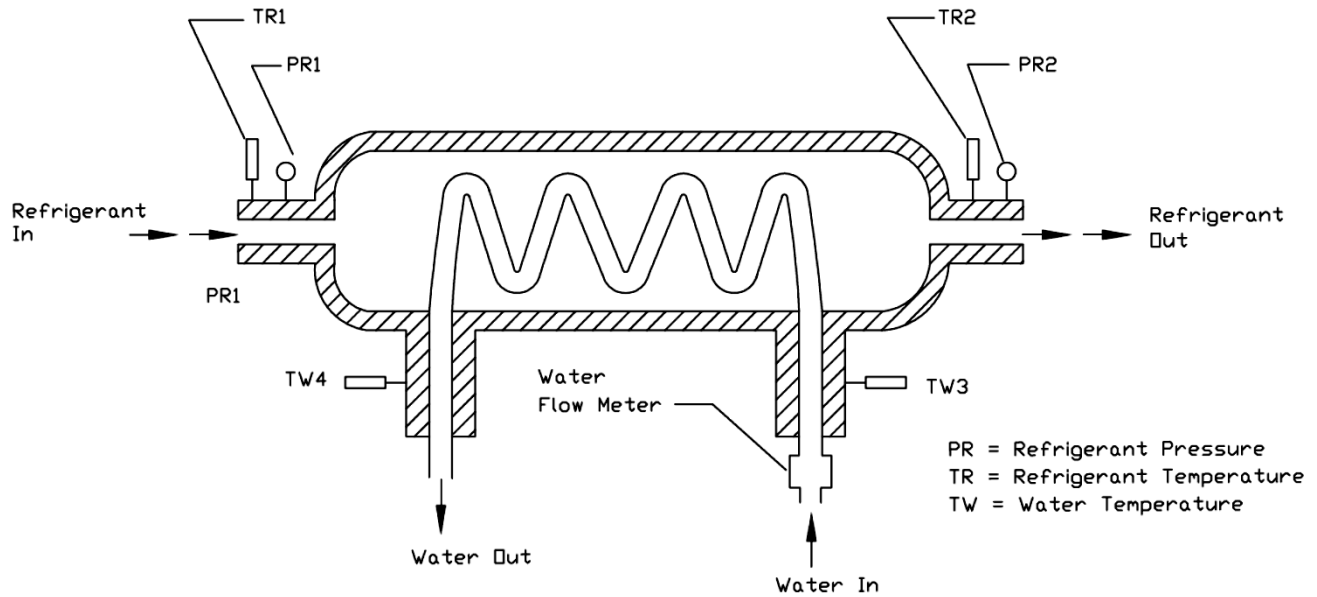 TR1
TR2
PR1
PR2
Refrigerant
In
Refrigerant
Out
PR1
TW4
Water
Flow Meter
TW3
PR = Refrigerant Pressure
TR = Refrigerant Temperature
TW = Water Temperature
Water Out
Water In